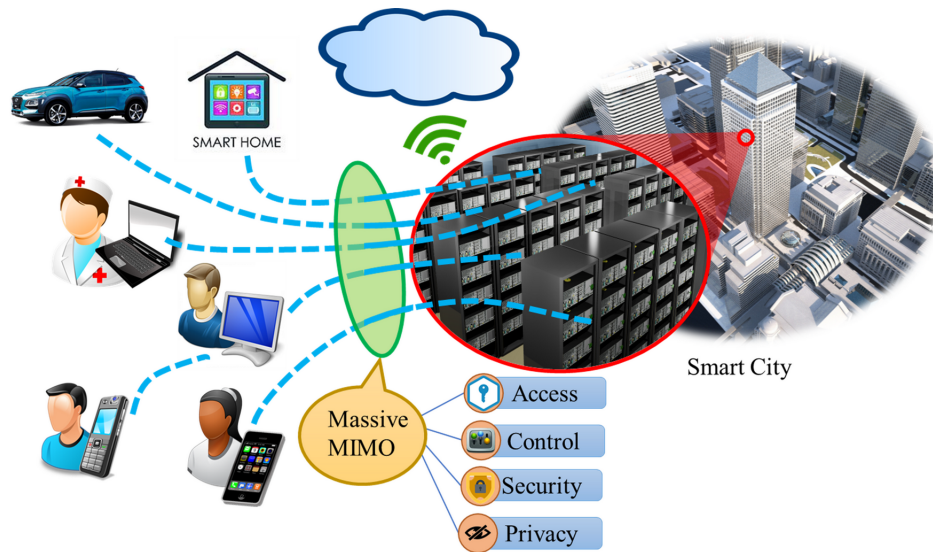 SMART HOME
Smart City
Massive
MIMO
Access
Control
Security
Privacy